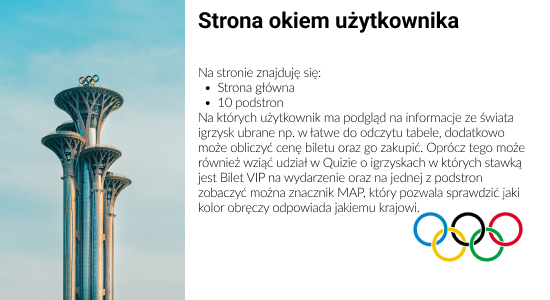 Strona okiem użytkownika
Na stronie znajduję się:
• Strona główna
• 10 podstron
Na których użytkownik ma podgląd na informacje ze świata
igrzysk ubrane np. w łatwe do odczytu tabele, dodatkowo
może obliczyć cenę biletu oraz go zakupić. Oprócz tego może
również wziąć udział w Quizie o igrzyskach w których stawką
jest Bilet VIP na wydarzenie oraz na jednej z podstron
zobaczyć można znacznik MAP, który pozwala sprawdzić jaki
kolor obręczy odpowiada jakiemu krajowi.